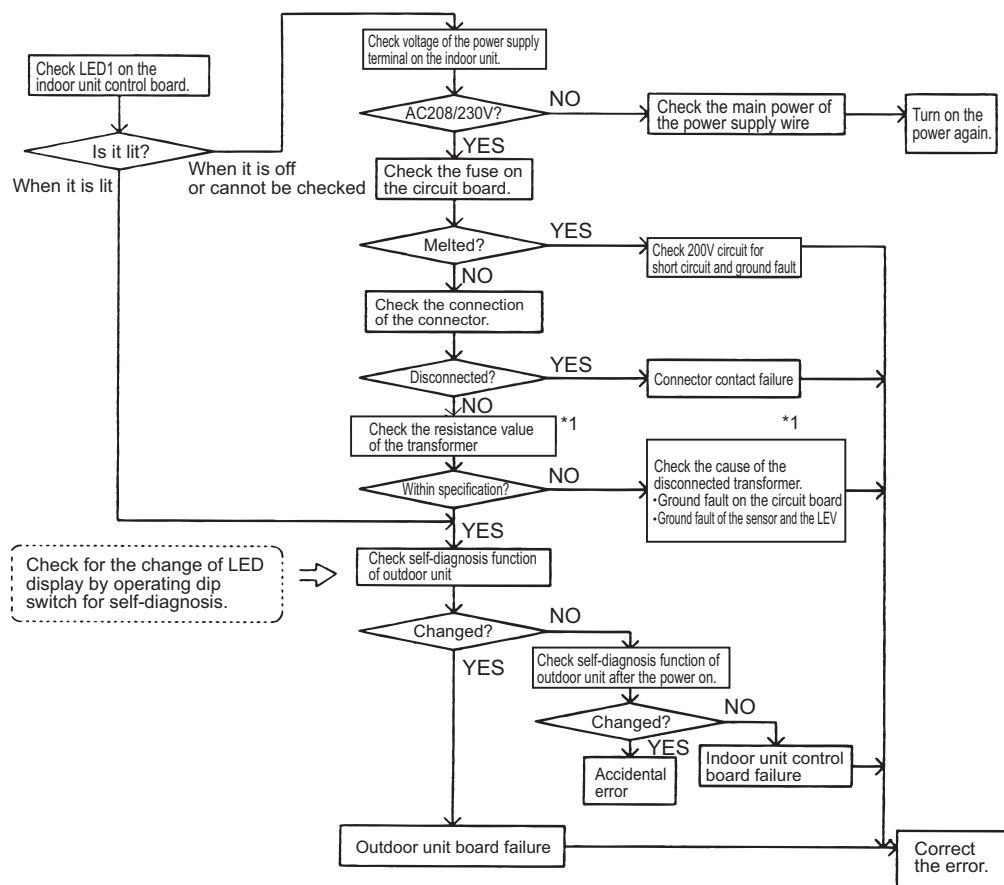 Check LED1 on the
indoor unit control board.
Is it lit?
When it is lit
When it is off
or cannot be checked
Check voltage of the power supply
terminal on the indoor unit.
AC208/230V?
NO
Check the main power of
the power supply wire
Turn on the
power again.
YES
Check the fuse on
the circuit board.
Melted?
YES
Check 200V circuit for
short circuit and ground fault
NO
Check the connection
of the connector.
Disconnected?
YES
Connector contact failure
NO
Check the resistance value
of the transformer
*1
*1
Within specification?
NO
Check the cause of the
disconnected transformer.
•Ground fault on the circuit board
•Ground fault of the sensor and the LEV
YES
Check for the change of LED
display by operating dip
switch for self-diagnosis.
Check self-diagnosis function
of outdoor unit
Changed?
NO
YES
Check self-diagnosis function of
outdoor unit after the power on.
Changed?
NO
YES
Accidental
error
Indoor unit control
board failure
Outdoor unit board failure
Correct
the error.